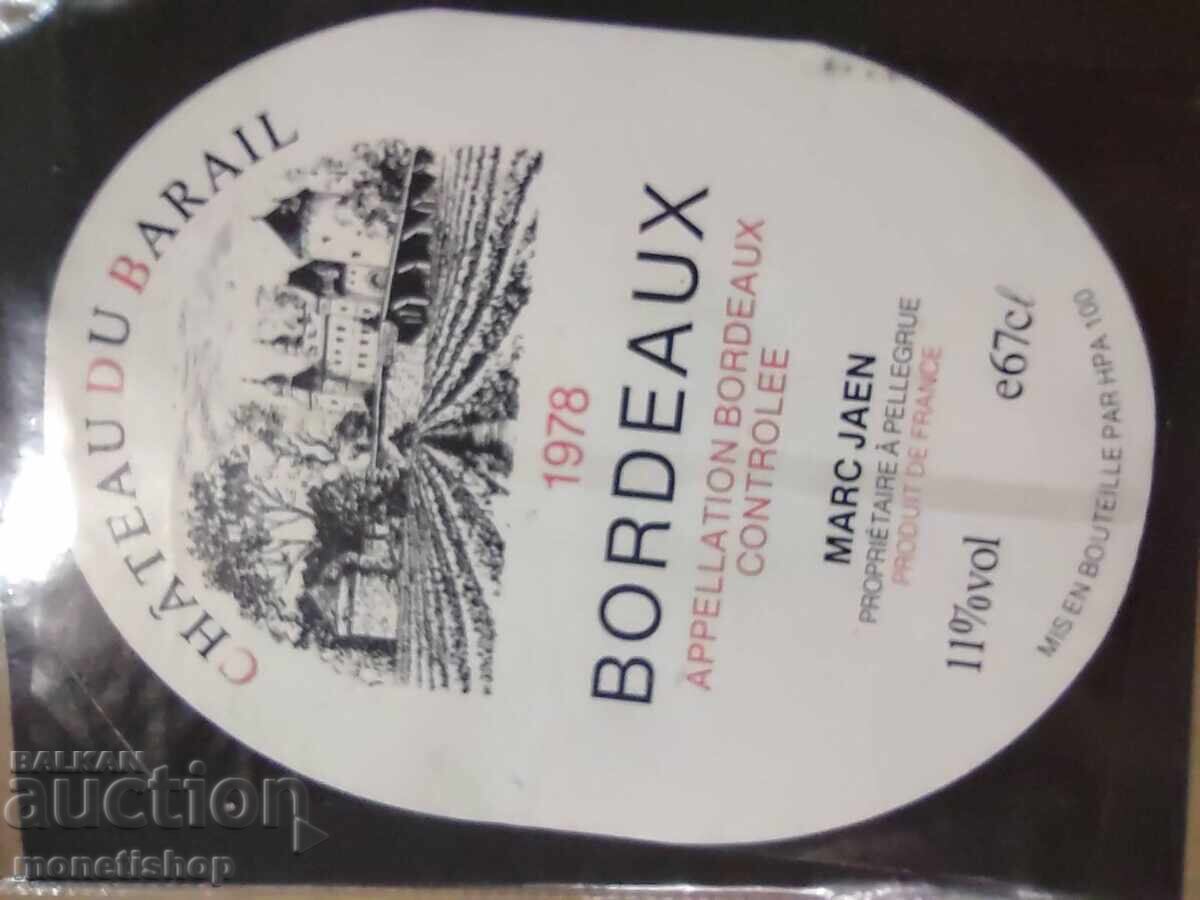 CHÂTEAU DU BARAIL
1978
BORDEAUX
APPELLATION BORDEAUX
CONTROLEE
MARC JAEN
PROPRIÉTAIRE À PELLEGRUE
PRODUIT DE FRANCE
11%vol e67cl
MIS EN BOUTEILLE PAR HPA 100
BALKAN
auction
monetishop